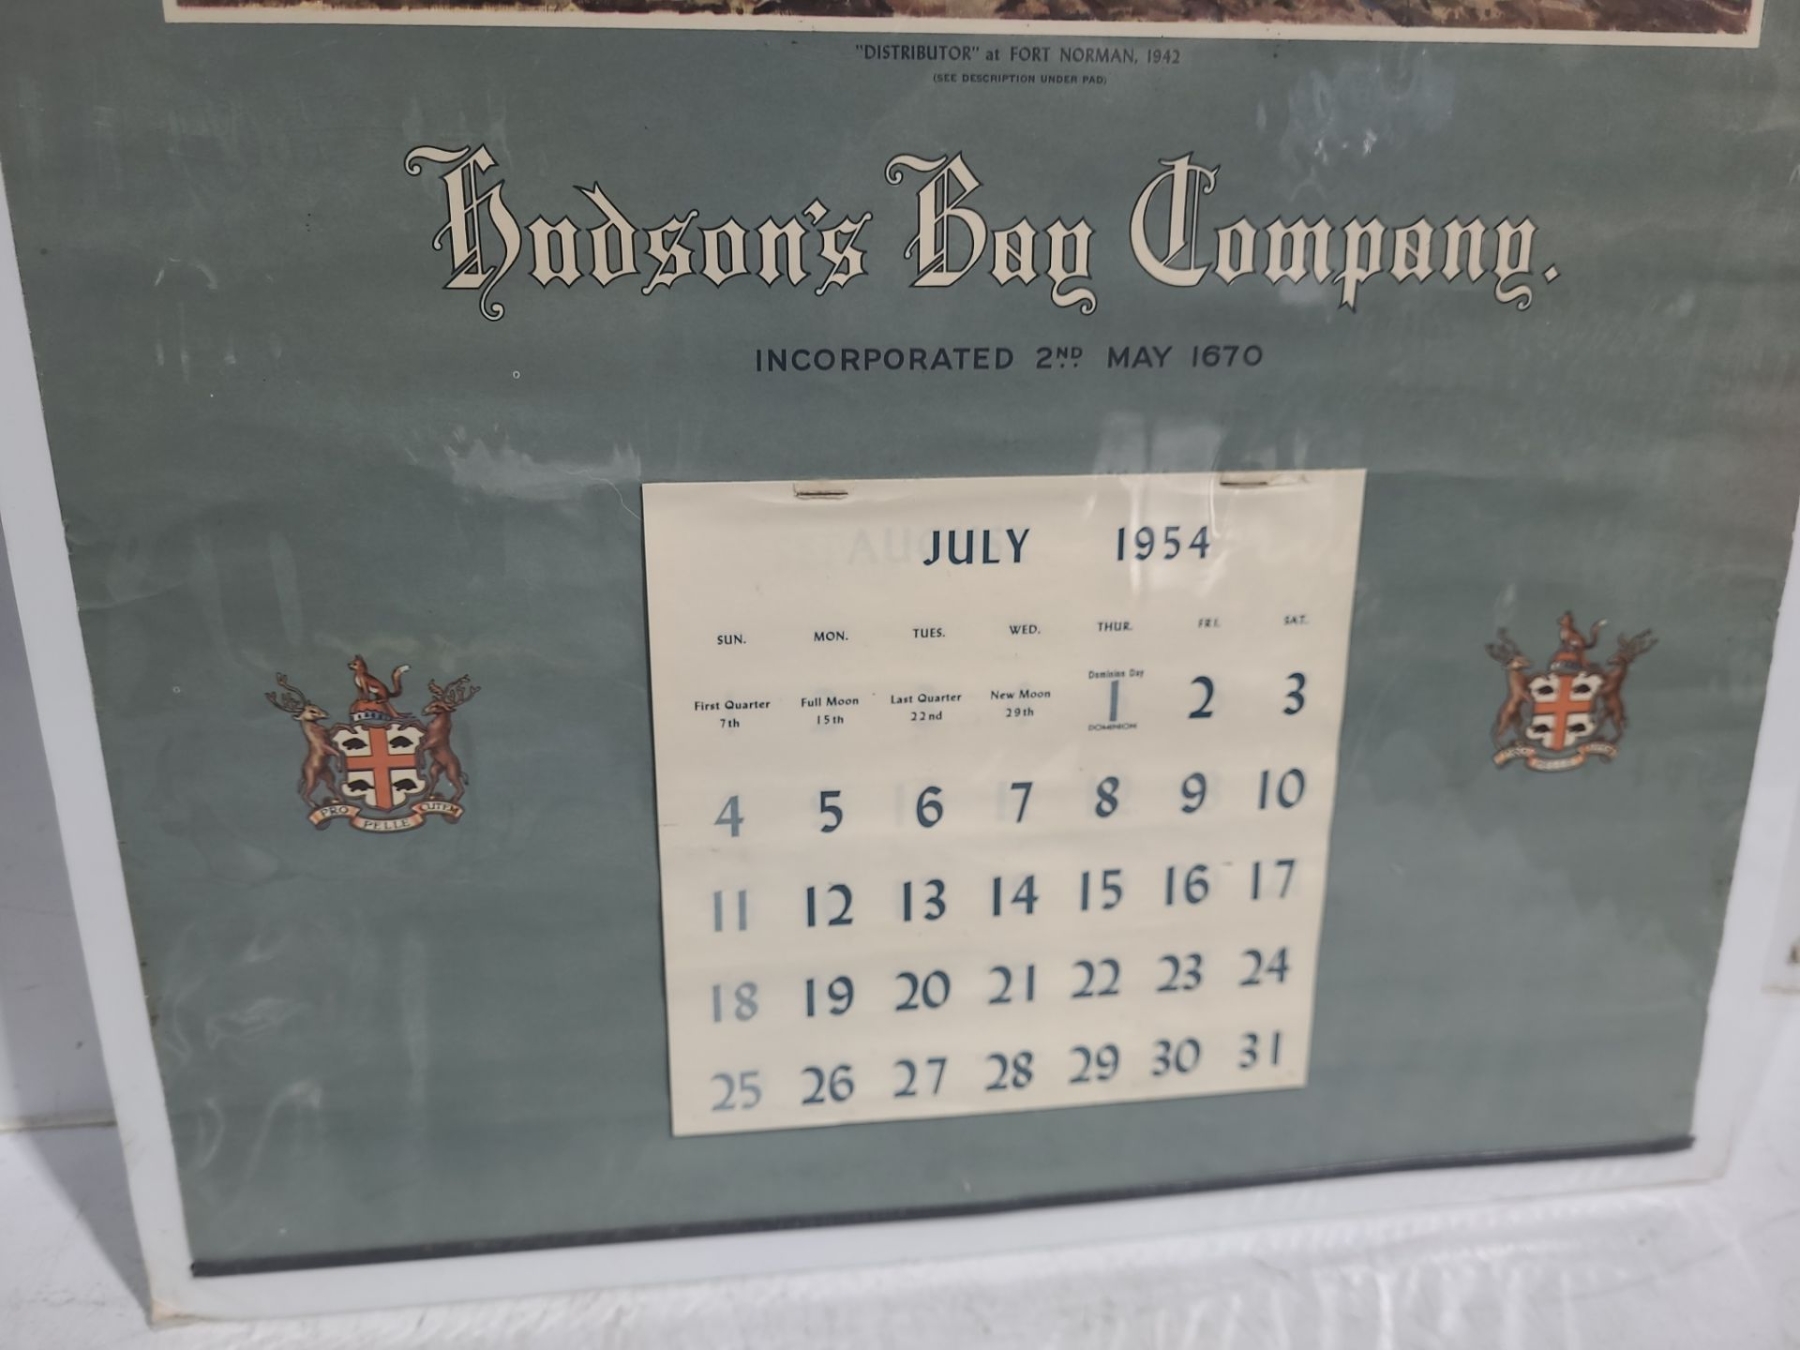 "DISTRIBUTOR" at FORT NORMAN, 1942
(SEE DESCRIPTION UNDER PAD)
Hudson's Bay Company.
INCORPORATED 2ND MAY 1670
JULY 1954
SUN. MON. TUES. WED. THUR. FRI. SAT.
First Quarter 7th Full Moon 15th Last Quarter 22nd New Moon 29th Dominion Day 1 DOMINION 2 3
4 5 6 7 8 9 10
11 12 13 14 15 16 17
18 19 20 21 22 23 24
25 26 27 28 29 30 31
PRO PELLE CUTEM
PELLE